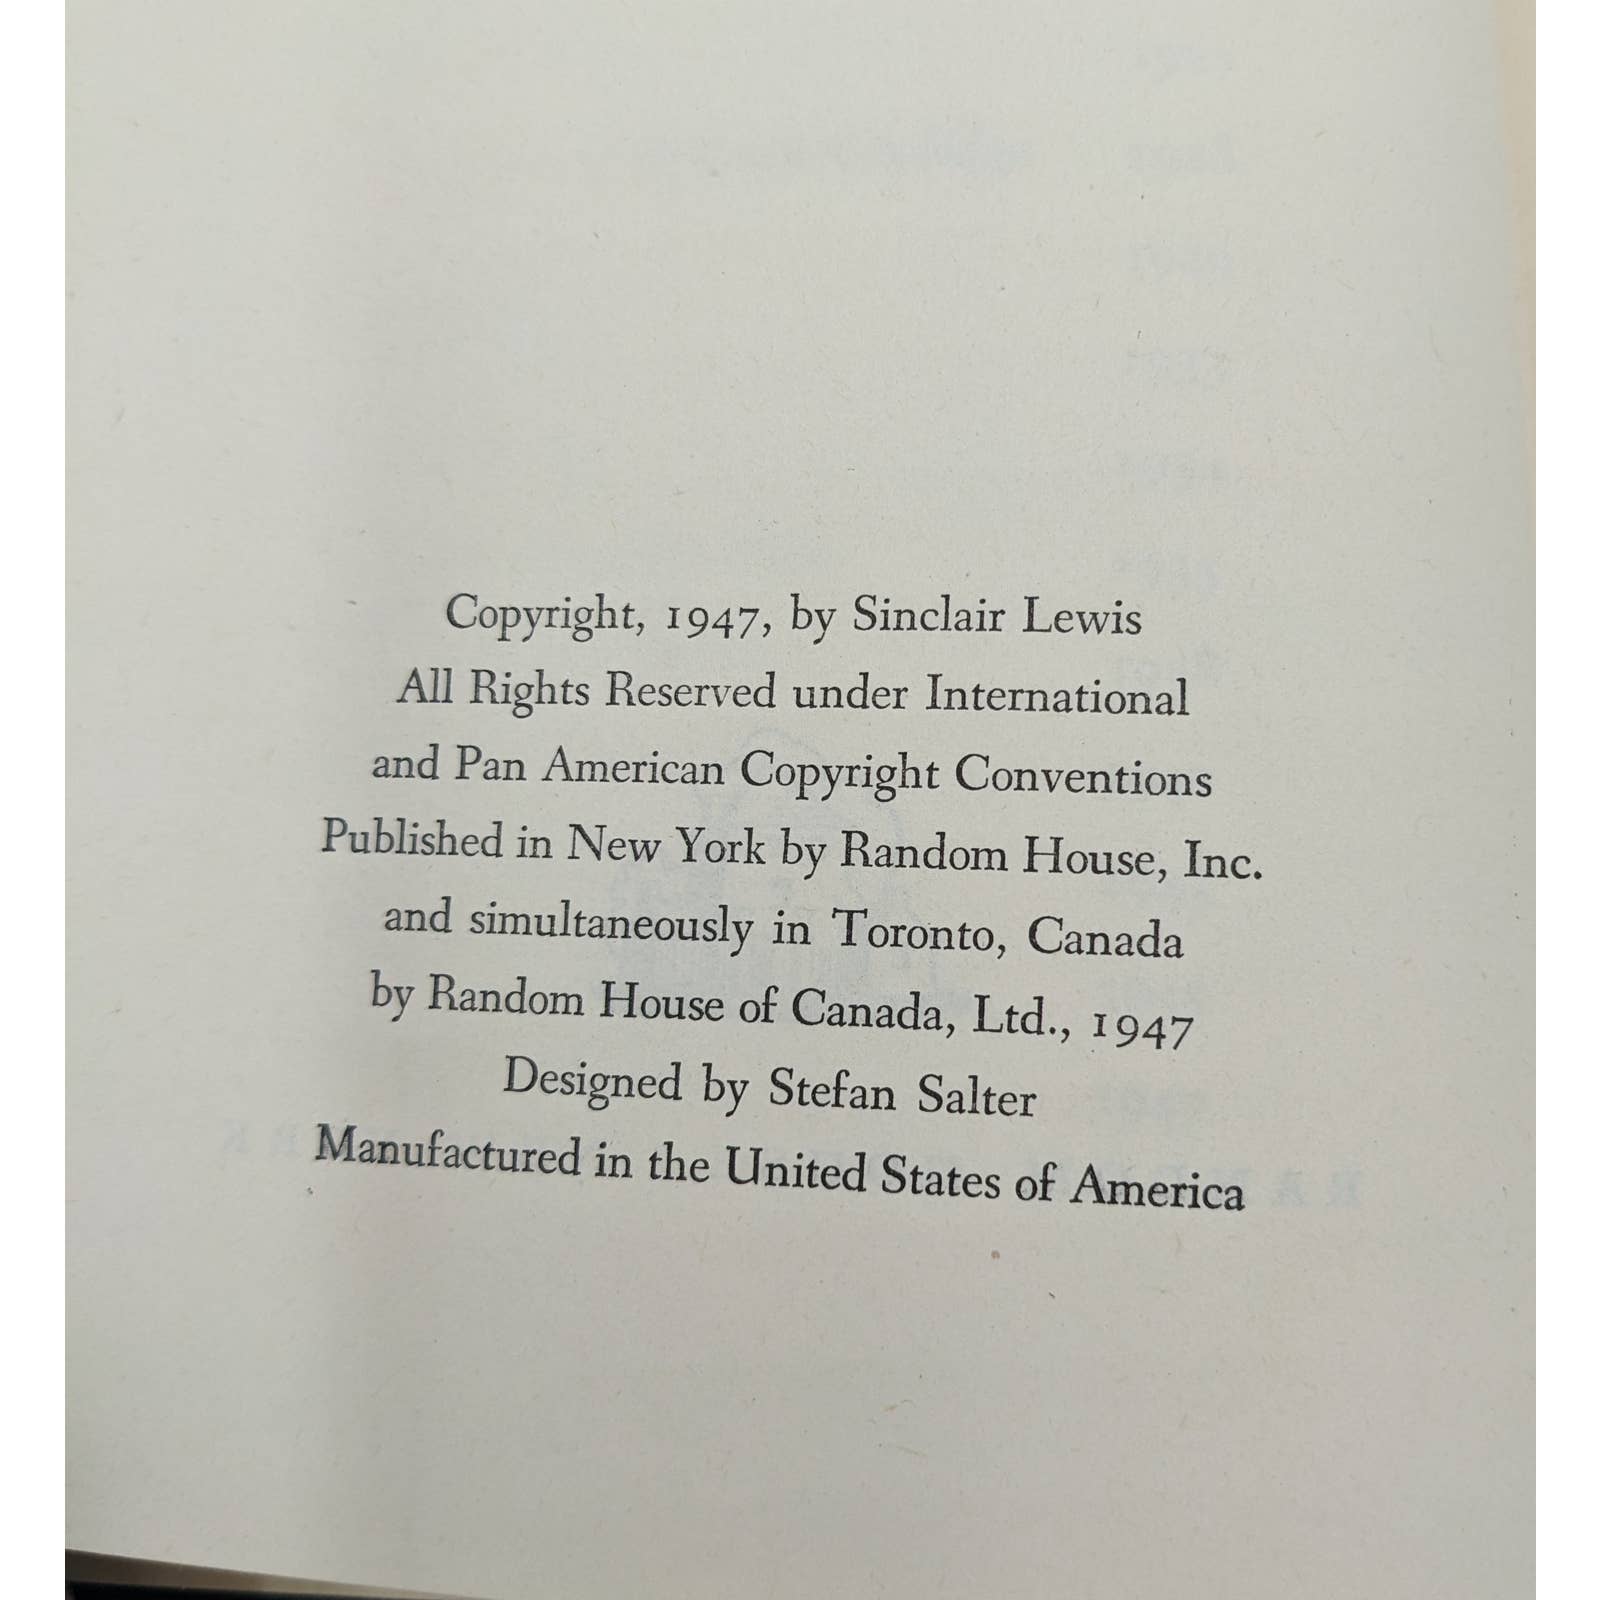 Copyright, 1947, by Sinclair Lewis
All Rights Reserved under International
and Pan American Copyright Conventions
Published in New York by Random House, Inc.
and simultaneously in Toronto, Canada
by Random House of Canada, Ltd., 1947
Designed by Stefan Salter
Manufactured in the United States of America